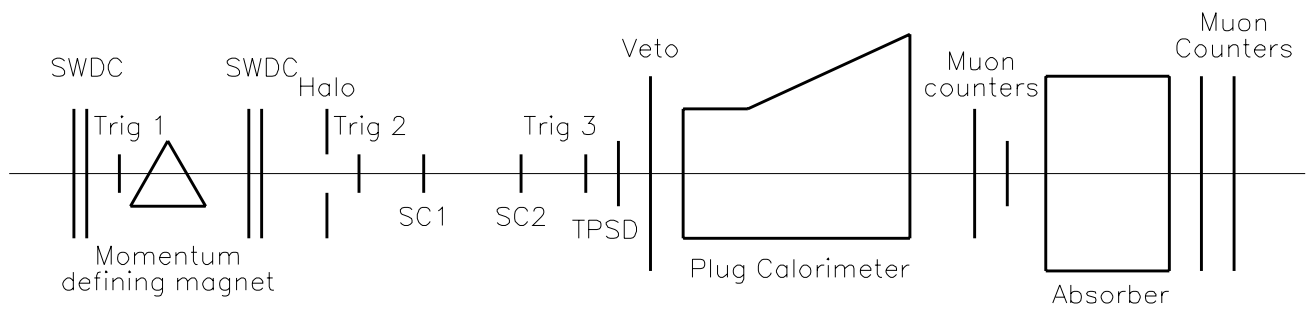 SWDC
SWDC
Halo
Trig 1
Trig 2
Trig 3
Veto
Muon
counters
Muon
Counters
SC1
SC2
TPSD
Momentum
defining magnet
Plug Calorimeter
Absorber